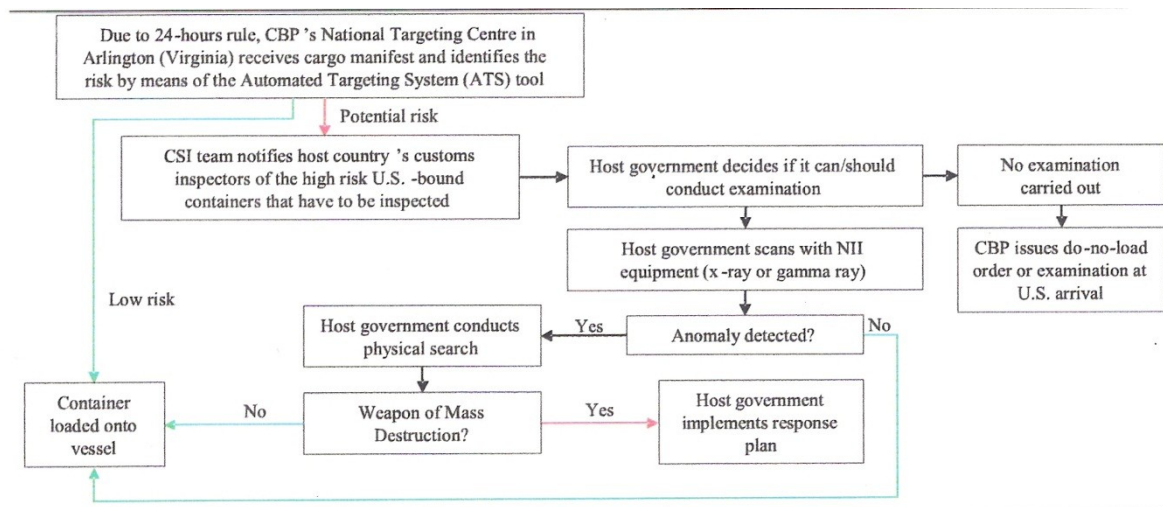 Due to 24-hours rule, CBP 's National Targeting Centre in
Arlington (Virginia) receives cargo manifest and identifies the
risk by means of the Automated Targeting System (ATS) tool
Potential risk
CSI team notifies host country 's customs
inspectors of the high risk U.S. -bound
containers that have to be inspected
Host government decides if it can/should
conduct examination
No examination
carried out
Host government scans with NII
equipment (x-ray or gamma ray)
CBP issues do-no-load
order or examination at
U.S. arrival
Low risk
Host government conducts
physical search
Yes
Anomaly detected?
No
Container
loaded onto
vessel
No
Weapon of Mass
Destruction?
Yes
Host government
implements response
plan